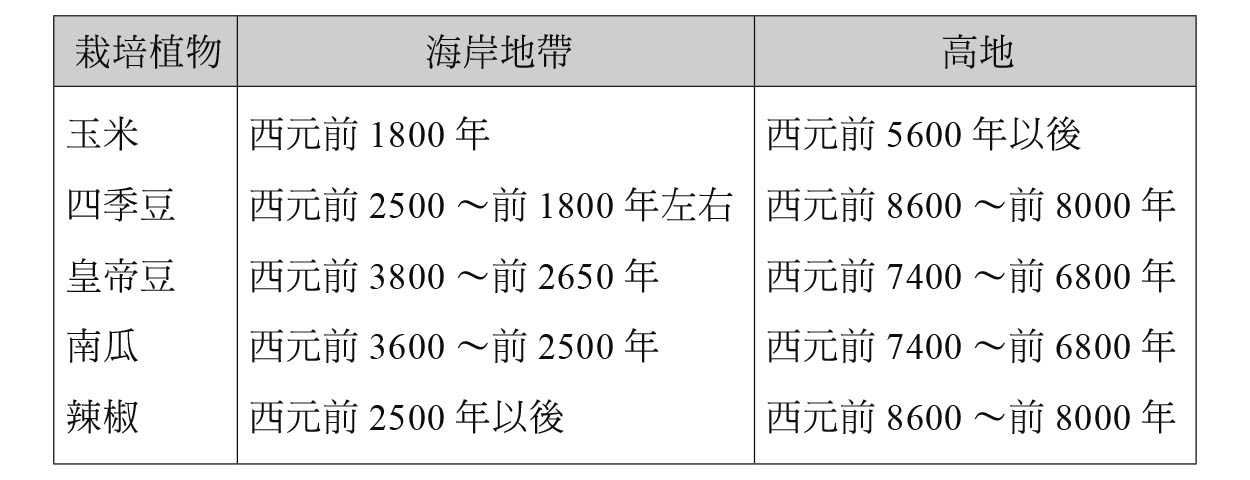 栽培植物 海岸地帶 高地
玉米 西元前 1800 年 西元前 5600 年以後
四季豆 西元前 2500 ～前 1800 年左右 西元前 8600 ～前 8000 年
皇帝豆 西元前 3800 ～前 2650 年 西元前 7400 ～前 6800 年
南瓜 西元前 3600 ～前 2500 年 西元前 7400 ～前 6800 年
辣椒 西元前 2500 年以後 西元前 8600 ～前 8000 年